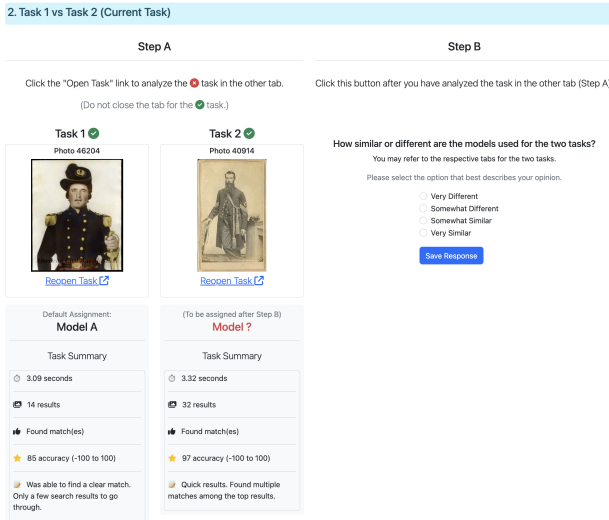 2. Task 1 vs Task 2 (Current Task)
Step A
Click the "Open Task" link to analyze the task in the other tab.
(Do not close the tab for the task.)
Task 1
Photo 46204
Reopen Task
Default Assignment:
Model A
Task Summary
3.09 seconds
14 results
Found match(es)
85 accuracy (-100 to 100)
Was able to find a clear match.
Only a few search results to go
through.
Task 2
Photo 40914
Reopen Task
(To be assigned after Step B)
Model ?
Task Summary
3.32 seconds
32 results
Found match(es)
97 accuracy (-100 to 100)
Quick results. Found multiple
matches among the top results.
Step B
Click this button after you have analyzed the task in the other tab (Step A)
How similar or different are the models used for the two tasks?
You may refer to the respective tabs for the two tasks.
Please select the option that best describes your opinion.
Very Different
Somewhat Different
Somewhat Similar
Very Similar
Save Response